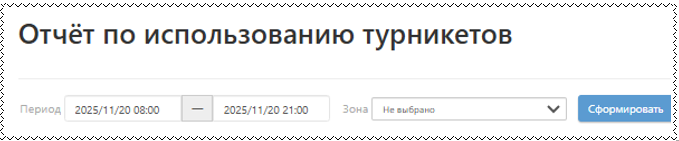 Отчёт по использованию турникетов
Период 2025/11/20 08:00 — 2025/11/20 21:00 Зона Не выбрано Сформировать